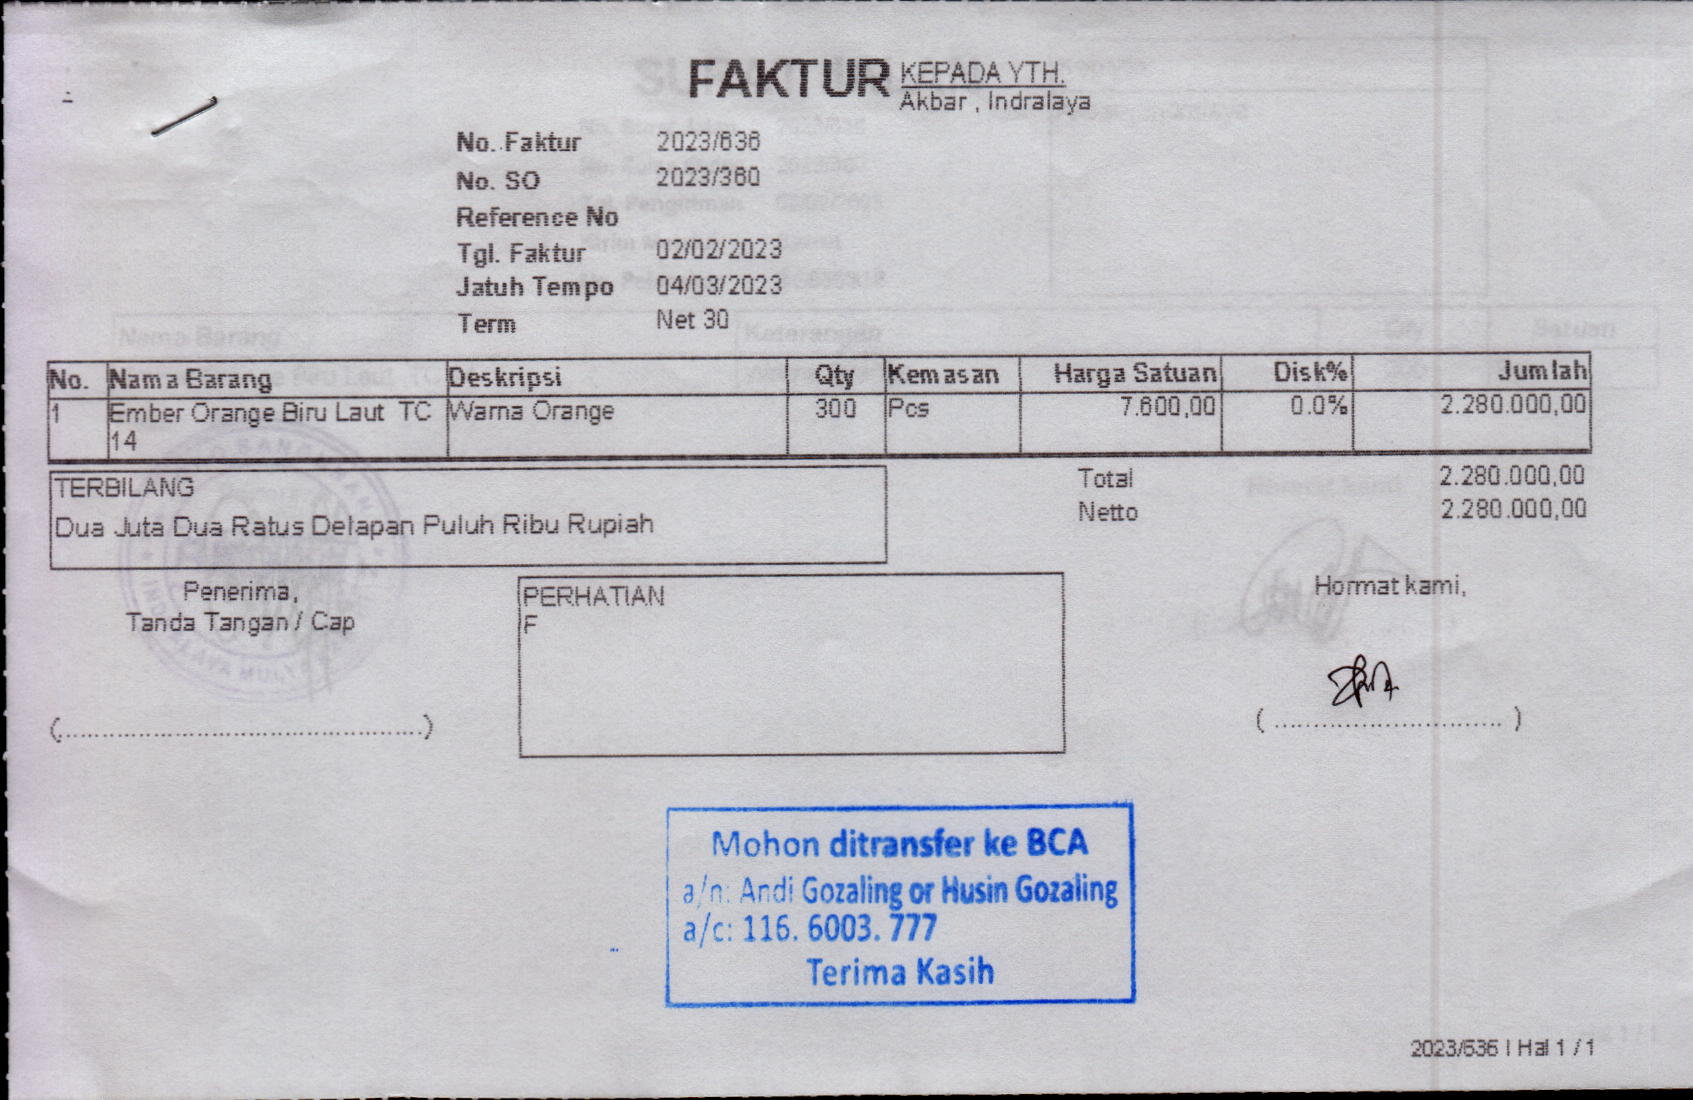 FAKTUR
KEPADA YTH.
Akbar , Indralaya
No. Faktur 2023/636
No. SO 2023/360
Reference No
Tgl. Faktur 02/02/2023
Jatuh Tempo 04/03/2023
Term Net 30
No. Nama Barang Deskripsi Qty Kemasan Harga Satuan Disk% Jumlah
1 Ember Orange Biru Laut TC Warna Orange 300 Pcs 7.600,00 0.0% 2.280.000,00
14
TERBILANG
Dua Juta Dua Ratus Delapan Puluh Ribu Rupiah
Total 2.280.000,00
Netto 2.280.000,00
Penerima,
Tanda Tangan / Cap
(..............................................)
PERHATIAN
F
Hormat kami,
( ............................. )
Mohon ditransfer ke BCA
a/n: Andi Gozaling or Husin Gozaling
a/c: 116. 6003. 777
Terima Kasih
2023/636 | Hal 1 / 1